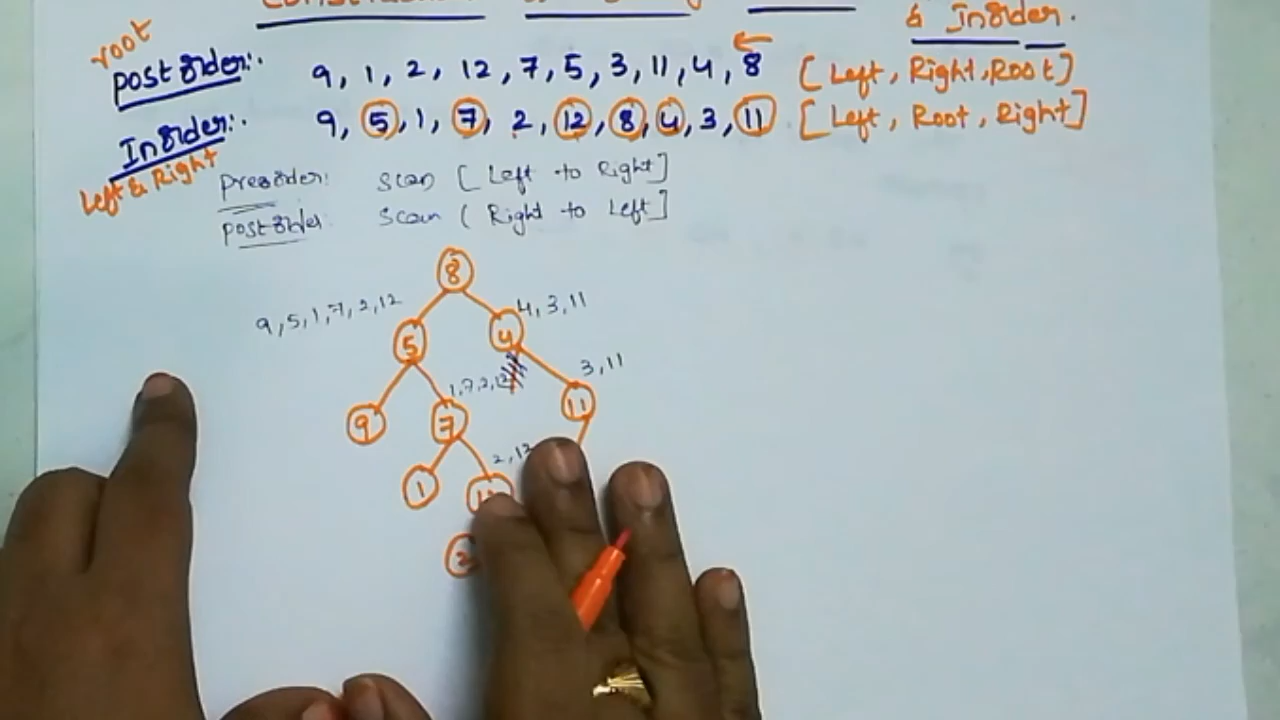 & Inorder.
root
postorder:. 9, 1, 2, 12, 7, 5, 3, 11, 4, 8 [Left, Right, Root]
Inorder:. 9, 5, 1, 7, 2, 12, 8, 4, 3, 11 [Left, Root, Right]
Left & Right
Preorder: Scan [Left to Right]
postorder. Scan (Right to Left]
8
9, 5, 1, 7, 2, 12
4, 3, 11
5
4
1, 7, 2, 12
3, 11
9
7
11
2, 12
1
2